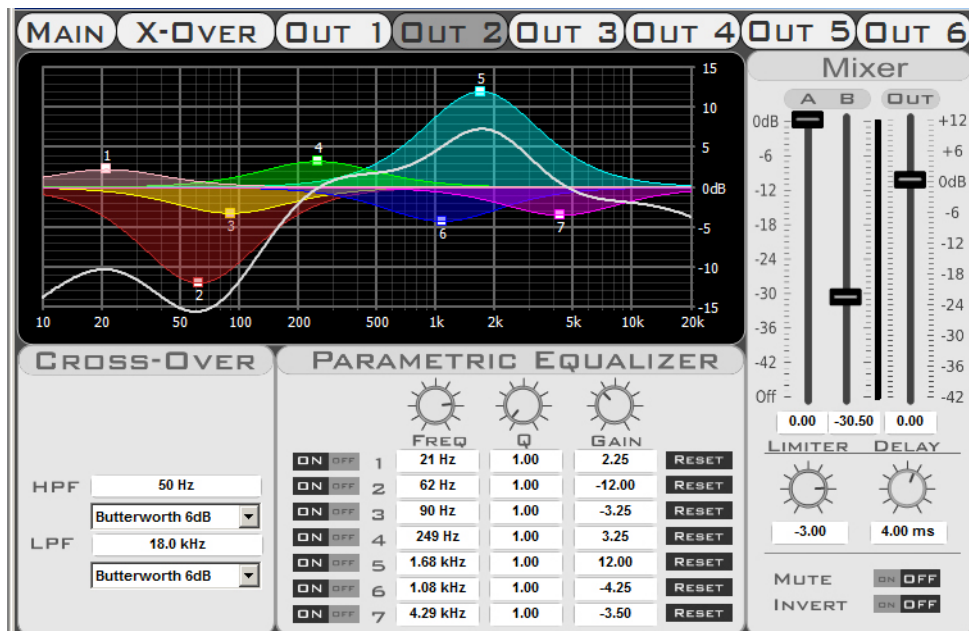 MAIN X-OVER OUT 1 OUT 2 OUT 3 OUT 4 OUT 5 OUT 6
15
10
5
0dB
-5
-10
-15
1
2
3
4
5
6
7
10 20 50 100 200 500 1k 2k 5k 10k 20k
CROSS-OVER
HPF 50 Hz
Butterworth 6dB
LPF 18.0 kHz
Butterworth 6dB
PARAMETRIC EQUALIZER
FREQ Q GAIN
ON OFF 1 21 Hz 1.00 2.25 RESET
ON OFF 2 62 Hz 1.00 -12.00 RESET
ON OFF 3 90 Hz 1.00 -3.25 RESET
ON OFF 4 249 Hz 1.00 3.25 RESET
ON OFF 5 1.68 kHz 1.00 12.00 RESET
ON OFF 6 1.08 kHz 1.00 -4.25 RESET
ON OFF 7 4.29 kHz 1.00 -3.50 RESET
Mixer
A B OUT
0dB +12
-6 +6
-12 0dB
-18 -6
-24 -12
-30 -18
-36 -24
-42 -30
Off -36
-42
0.00 -30.50 0.00
LIMITER DELAY
-3.00 4.00 ms
MUTE ON OFF
INVERT ON OFF